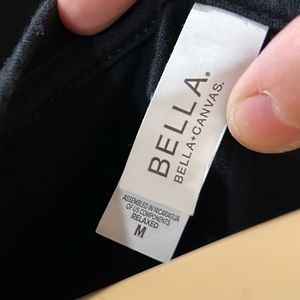 BELLA.
BELLA+CANVAS.
ASSEMBLED IN NICARAGUA
OF US COMPONENTS
RELAXED
M